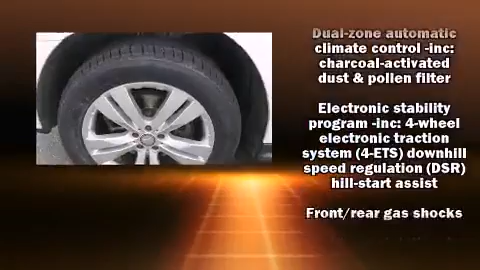 Dual-zone automatic
climate control -inc:
charcoal-activated
dust & pollen filter
Electronic stability
program -inc: 4-wheel
electronic traction
system (4-ETS) downhill
speed regulation (DSR)
hill-start assist
Front/rear gas shocks